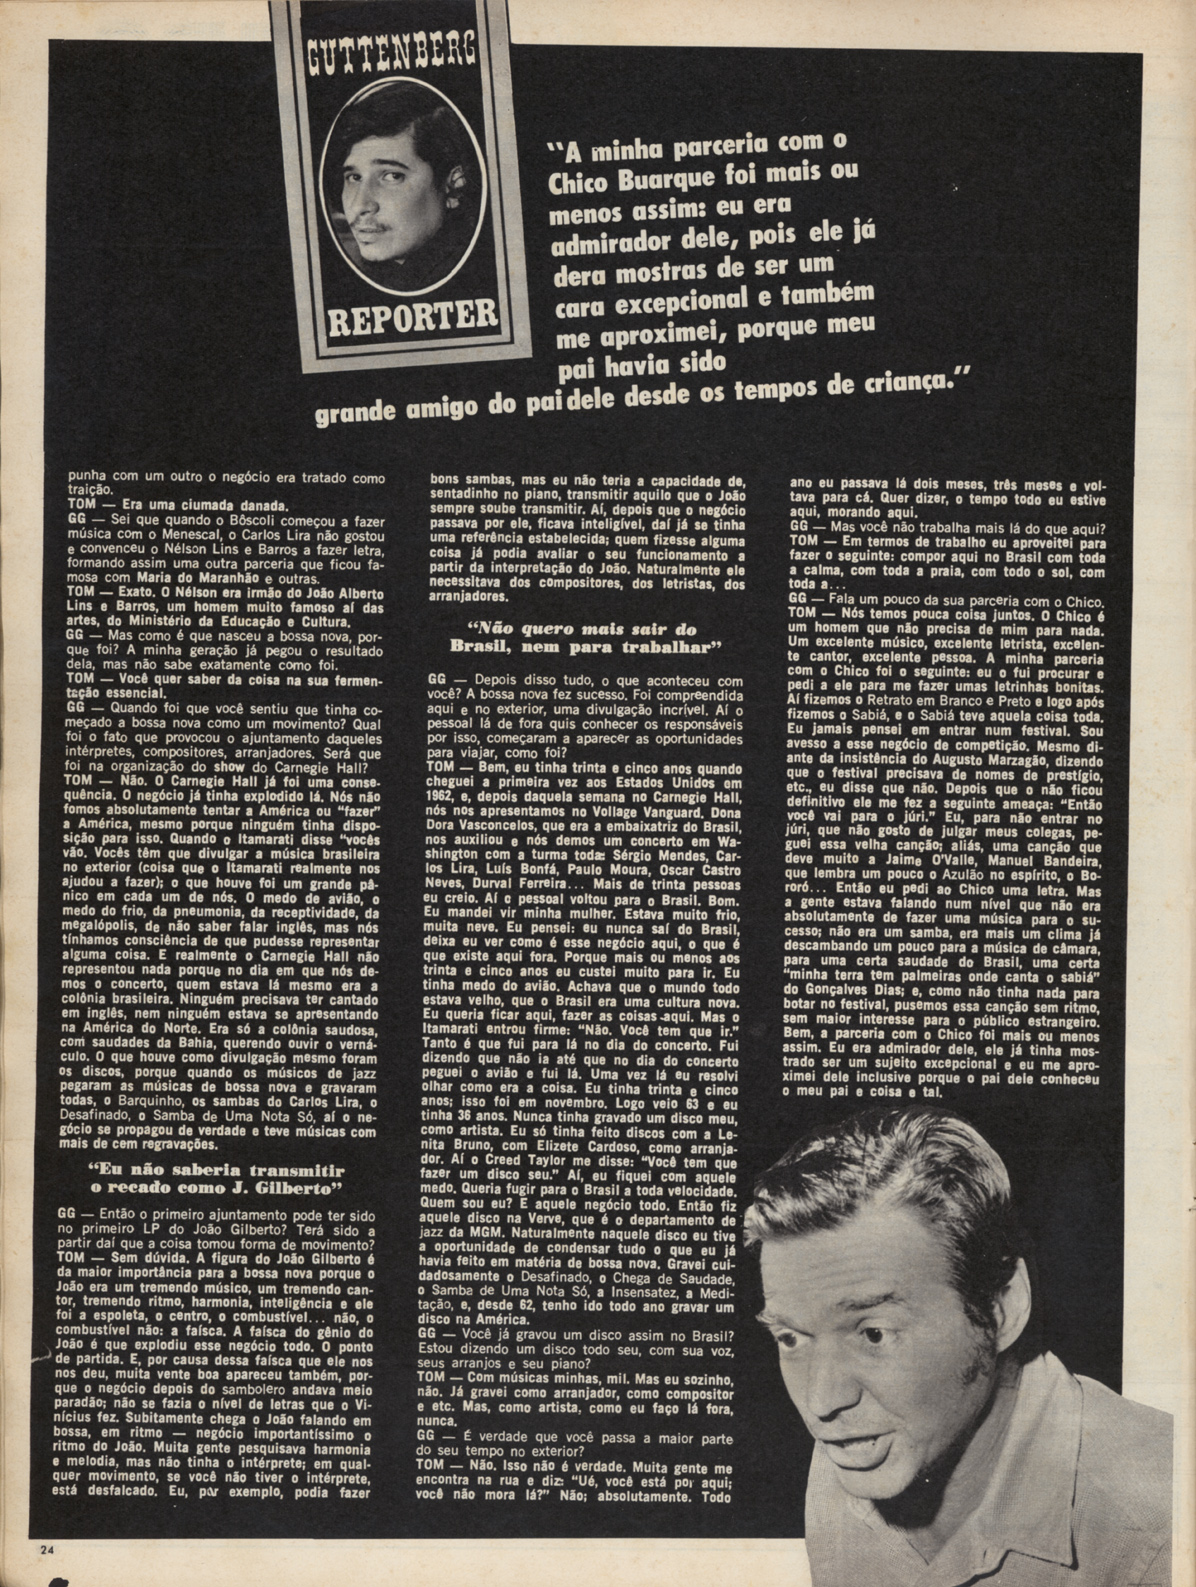 GUTTENBERG
REPORTER
"A minha parceria com o
Chico Buarque foi mais ou
menos assim: eu era
admirador dele, pois ele já
dera mostras de ser um
cara excepcional e também
me aproximei, porque meu
pai havia sido
grande amigo do pai dele desde os tempos de criança."
punha com um outro o negócio era tratado como
traição.
TOM — Era uma ciumada danada.
GG — Sei que quando o Bôscoli começou a fazer
música com o Menescal, o Carlos Lira não gostou
e convenceu o Nélson Lins e Barros a fazer letra,
formando assim uma outra parceria que ficou fa-
mosa com Maria do Maranhão e outras.
TOM — Exato. O Nélson era irmão do João Alberto
Lins e Barros, um homem muito famoso aí das
artes, do Ministério da Educação e Cultura.
GG — Mas como é que nasceu a bossa nova, por-
que foi? A minha geração já pegou o resultado
dela, mas não sabe exatamente como foi.
TOM — Você quer saber da coisa na sua fermen-
tação essencial.
GG — Quando foi que você sentiu que tinha co-
meçado a bossa nova como um movimento? Qual
foi o fato que provocou o ajuntamento daqueles
intérpretes, compositores, arranjadores. Será que
foi na organização do show do Carnegie Hall?
TOM — Não. O Carnegie Hall já foi uma conse-
quência. O negócio já tinha explodido lá. Nós não
fomos absolutamente tentar a América ou "fazer"
a América, mesmo porque ninguém tinha dispo-
sição para isso. Quando o Itamarati disse "vocês
vão. Vocês têm que divulgar a música brasileira
no exterior (coisa que o Itamarati realmente nos
ajudou a fazer); o que houve foi um grande pâ-
nico em cada um de nós. O medo de avião, o
medo do frio, da pneumonia, da receptividade, da
megalópolis, de não saber falar inglês, mas nós
tínhamos consciência de que pudesse representar
alguma coisa. E realmente o Carnegie Hall não
representou nada porque no dia em que nós de-
mos o concerto, quem estava lá mesmo era a
colônia brasileira. Ninguém precisava ter cantado
em inglês, nem ninguém estava se apresentando
na América do Norte. Era só a colônia saudosa,
com saudades da Bahia, querendo ouvir o verná-
culo. O que houve como divulgação mesmo foram
os discos, porque quando os músicos de jazz
pegaram as músicas de bossa nova e gravaram
todas, o Barquinho, os sambas do Carlos Lira, o
Desafinado, o Samba de Uma Nota Só, aí o ne-
gócio se propagou de verdade e teve músicas com
mais de cem regravações.
"Eu não saberia transmitir
o recado como J. Gilberto"
GG — Então o primeiro ajuntamento pode ter sido
no primeiro LP do João Gilberto? Terá sido a
partir daí que a coisa tomou forma de movimento?
TOM — Sem dúvida. A figura do João Gilberto é
da maior importância para a bossa nova porque o
João era um tremendo músico, um tremendo can-
tor, tremendo ritmo, harmonia, inteligência e ele
foi a espoleta, o centro, o combustível... não, o
combustível não: a faísca. A faísca do gênio do
João é que explodiu esse negócio todo. O ponto
de partida. E, por causa dessa faísca que ele nos
nos deu, muita vente boa apareceu também, por-
que o negócio depois do sambolero andava meio
paradão; não se fazia o nível de letras que o Vi-
nícius fez. Subitamente chega o João falando em
bossa, em ritmo — negócio importantíssimo o
ritmo do João. Muita gente pesquisava harmonia
e melodia, mas não tinha o intérprete; em qual-
quer movimento, se você não tiver o intérprete,
está desfalcado. Eu, por exemplo, podia fazer
bons sambas, mas eu não teria a capacidade de,
sentadinho no piano, transmitir aquilo que o João
sempre soube transmitir. Aí, depois que o negócio
passava por ele, ficava inteligível, daí já se tinha
uma referência estabelecida; quem fizesse alguma
coisa já podia avaliar o seu funcionamento a
partir da interpretação do João. Naturalmente ele
necessitava dos compositores, dos letristas, dos
arranjadores.
"Não quero mais sair do
Brasil, nem para trabalhar"
GG — Depois disso tudo, o que aconteceu com
você? A bossa nova fez sucesso. Foi compreendida
aqui e no exterior, uma divulgação incrível. Aí o
pessoal lá de fora quis conhecer os responsáveis
por isso, começaram a aparecer as oportunidades
para viajar, como foi?
TOM — Bem, eu tinha trinta e cinco anos quando
cheguei a primeira vez aos Estados Unidos em
1962, e, depois daquela semana no Carnegie Hall,
nós nos apresentamos no Vollage Vanguard. Dona
Dora Vasconcelos, que era a embaixatriz do Brasil,
nos auxiliou e nós demos um concerto em Wa-
shington com a turma toda: Sérgio Mendes, Car-
los Lira, Luís Bonfá, Paulo Moura, Oscar Castro
Neves, Durval Ferreira... Mais de trinta pessoas
eu creio. Aí o pessoal voltou para o Brasil. Bom.
Eu mandei vir minha mulher. Estava muito frio,
muita neve. Eu pensei: eu nunca saí do Brasil,
deixa eu ver como é esse negócio aqui, o que é
que existe aqui fora. Porque mais ou menos aos
trinta e cinco anos eu custei muito para ir. Eu
tinha medo do avião. Achava que o mundo todo
estava velho, que o Brasil era uma cultura nova.
Eu queria ficar aqui, fazer as coisas aqui. Mas o
Itamarati entrou firme: "Não. Você tem que ir."
Tanto é que fui para lá no dia do concerto. Fui
dizendo que não ia até que no dia do concerto
peguei o avião e fui lá. Uma vez lá eu resolvi
olhar como era a coisa. Eu tinha trinta e cinco
anos; isso foi em novembro. Logo veio 63 e eu
tinha 36 anos. Nunca tinha gravado um disco meu,
como artista. Eu só tinha feito discos com a Le-
nita Bruno, com Elizete Cardoso, como arranja-
dor. Aí o Creed Taylor me disse: "Você tem que
fazer um disco seu." Aí, eu fiquei com aquele
medo. Queria fugir para o Brasil a toda velocidade.
Quem sou eu? E aquele negócio todo. Então fiz
aquele disco na Verve, que é o departamento de
jazz da MGM. Naturalmente naquele disco eu tive
a oportunidade de condensar tudo o que eu já
havia feito em matéria de bossa nova. Gravei cui-
dadosamente o Desafinado, o Chega de Saudade,
o Samba de Uma Nota Só, a Insensatez, a Medi-
tação, e, desde 62, tenho ido todo ano gravar um
disco na América.
GG — Você já gravou um disco assim no Brasil?
Estou dizendo um disco todo seu, com sua voz,
seus arranjos e seu piano?
TOM — Com músicas minhas, mil. Mas eu sozinho,
não. Já gravei como arranjador, como compositor
e etc. Mas, como artista, como eu faço lá fora,
nunca.
GG — É verdade que você passa a maior parte
do seu tempo no exterior?
TOM — Não. Isso não é verdade. Muita gente me
encontra na rua e diz: "Ué, você está por aqui;
você não mora lá?" Não; absolutamente. Todo
ano eu passava lá dois meses, três meses e vol-
tava para cá. Quer dizer, o tempo todo eu estive
aqui, morando aqui.
GG — Mas você não trabalha mais lá do que aqui?
TOM — Em termos de trabalho eu aproveitei para
fazer o seguinte: compor aqui no Brasil com toda
a calma, com toda a praia, com todo o sol, com
toda a...
GG — Fala um pouco da sua parceria com o Chico.
TOM — Nós temos pouca coisa juntos. O Chico é
um homem que não precisa de mim para nada.
Um excelente músico, excelente letrista, excelen-
te cantor, excelente pessoa. A minha parceria
com o Chico foi o seguinte: eu o fui procurar e
pedi a ele para me fazer umas letrinhas bonitas.
Aí fizemos o Retrato em Branco e Preto e logo após
fizemos o Sabiá, e o Sabiá teve aquela coisa toda.
Eu jamais pensei em entrar num festival. Sou
avesso a esse negócio de competição. Mesmo di-
ante da insistência do Augusto Marzagão, dizendo
que o festival precisava de nomes de prestígio,
etc., eu disse que não. Depois que o não ficou
definitivo ele me fez a seguinte ameaça: "Então
você vai para o júri." Eu, para não entrar no
júri, que não gosto de julgar meus colegas, pe-
guei essa velha canção; aliás, uma canção que
deve muito a Jaime O'Valle, Manuel Bandeira,
que lembra um pouco o Azulão no espírito, o Bo-
roró... Então eu pedi ao Chico uma letra. Mas
a gente estava falando num nível que não era
absolutamente de fazer uma música para o su-
cesso; não era um samba, era mais um clima já
descambando um pouco para a música de câmara,
para uma certa saudade do Brasil, uma certa
"minha terra tem palmeiras onde canta o sabiá"
do Gonçalves Dias; e, como não tinha nada para
botar no festival, pusemos essa canção sem ritmo,
sem maior interesse para o público estrangeiro.
Bem, a parceria com o Chico foi mais ou menos
assim. Eu era admirador dele, ele já tinha mos-
trado ser um sujeito excepcional e eu me apro-
ximei dele inclusive porque o pai dele conheceu
o meu pai e coisa e tal.
24